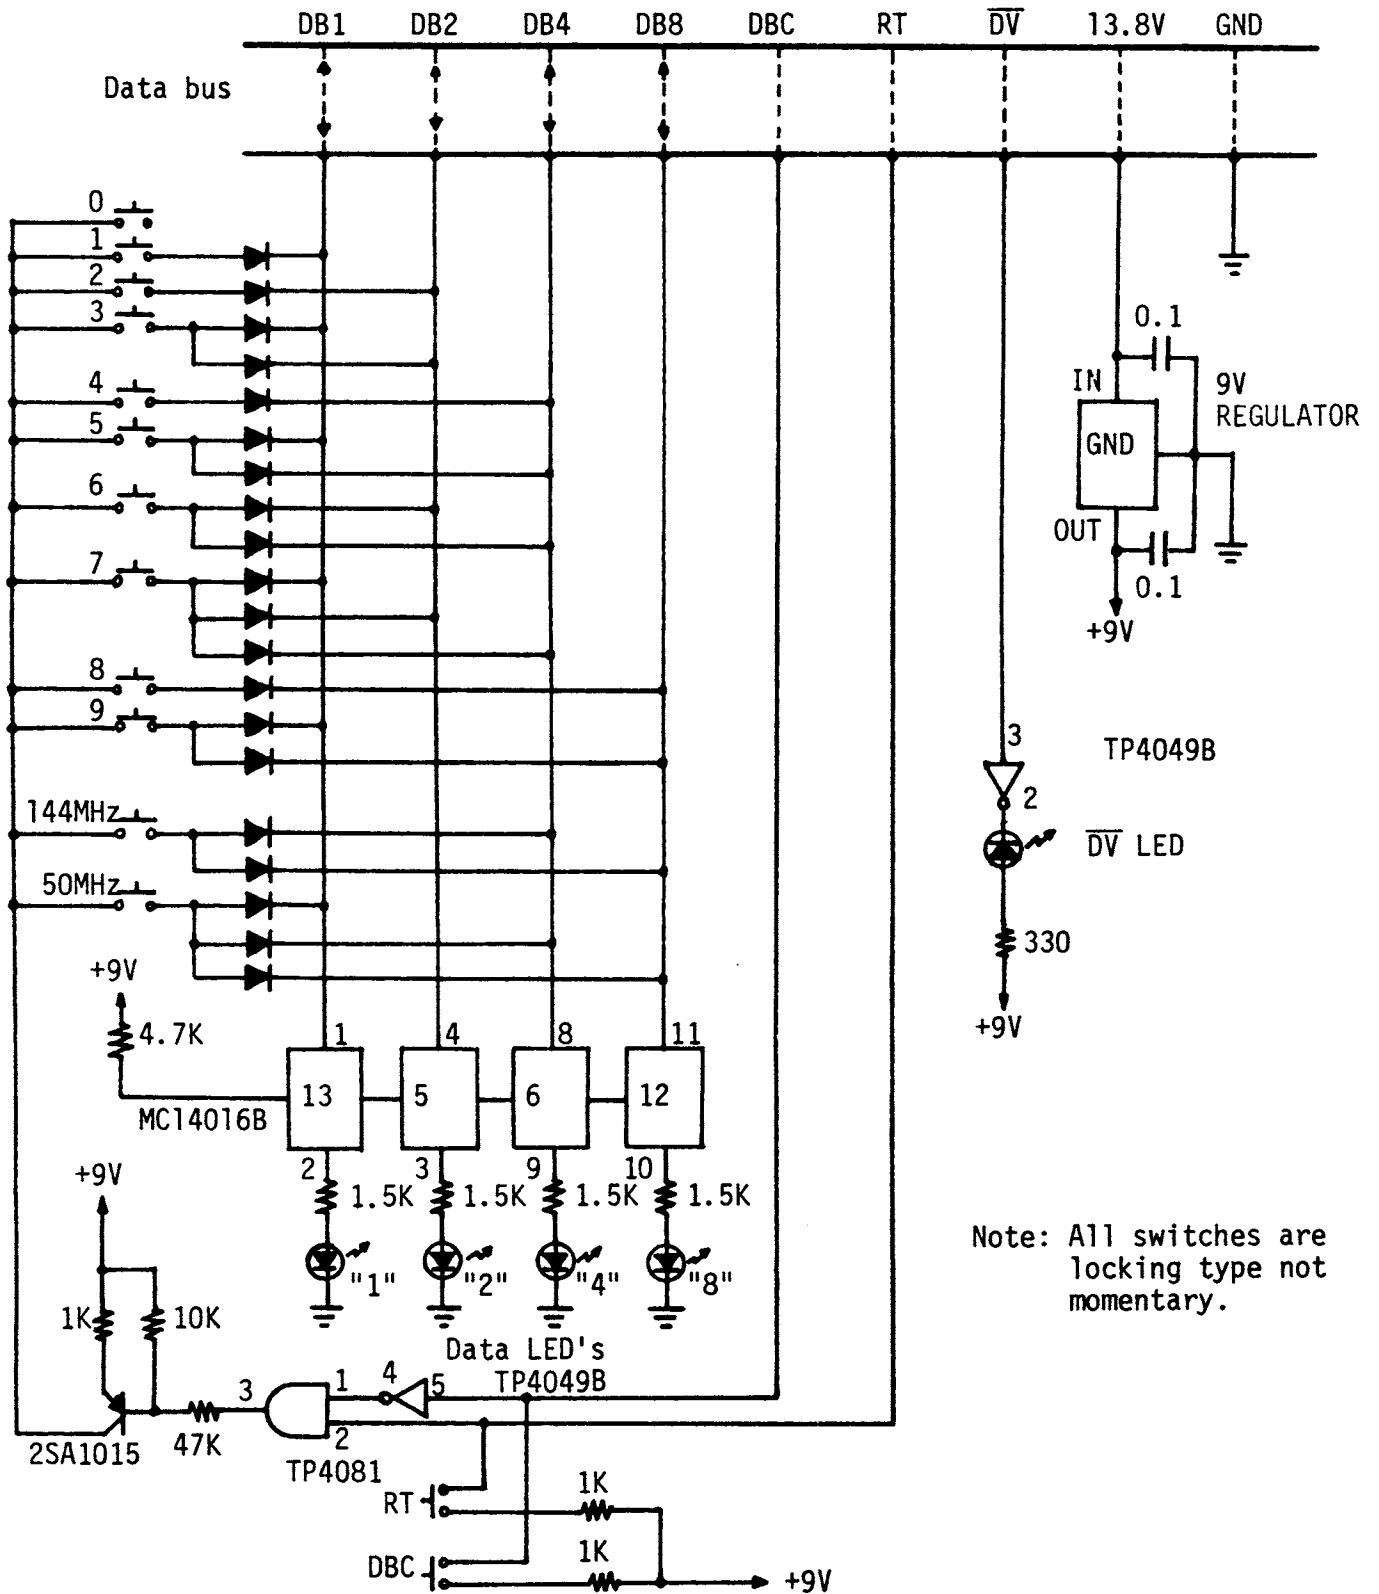 DB1 DB2 DB4 DB8 DBC RT DV 13.8V GND
Data bus
0
1
2
3
4
5
6
7
8
9
144MHz
50MHz
0.1
IN
9V
REGULATOR
GND
OUT
0.1
+9V
3
TP4049B
2
DV LED
330
+9V
+9V
4.7K
1 4 8 11
13 5 6 12
MC14016B
2 3 9 10
1.5K 1.5K 1.5K 1.5K
"1" "2" "4" "8"
Data LED's
+9V
1K 10K
TP4049B
4 5
3 1
2
2SA1015
47K
TP4081
RT
1K
DBC
1K
+9V
Note: All switches are
locking type not
momentary.